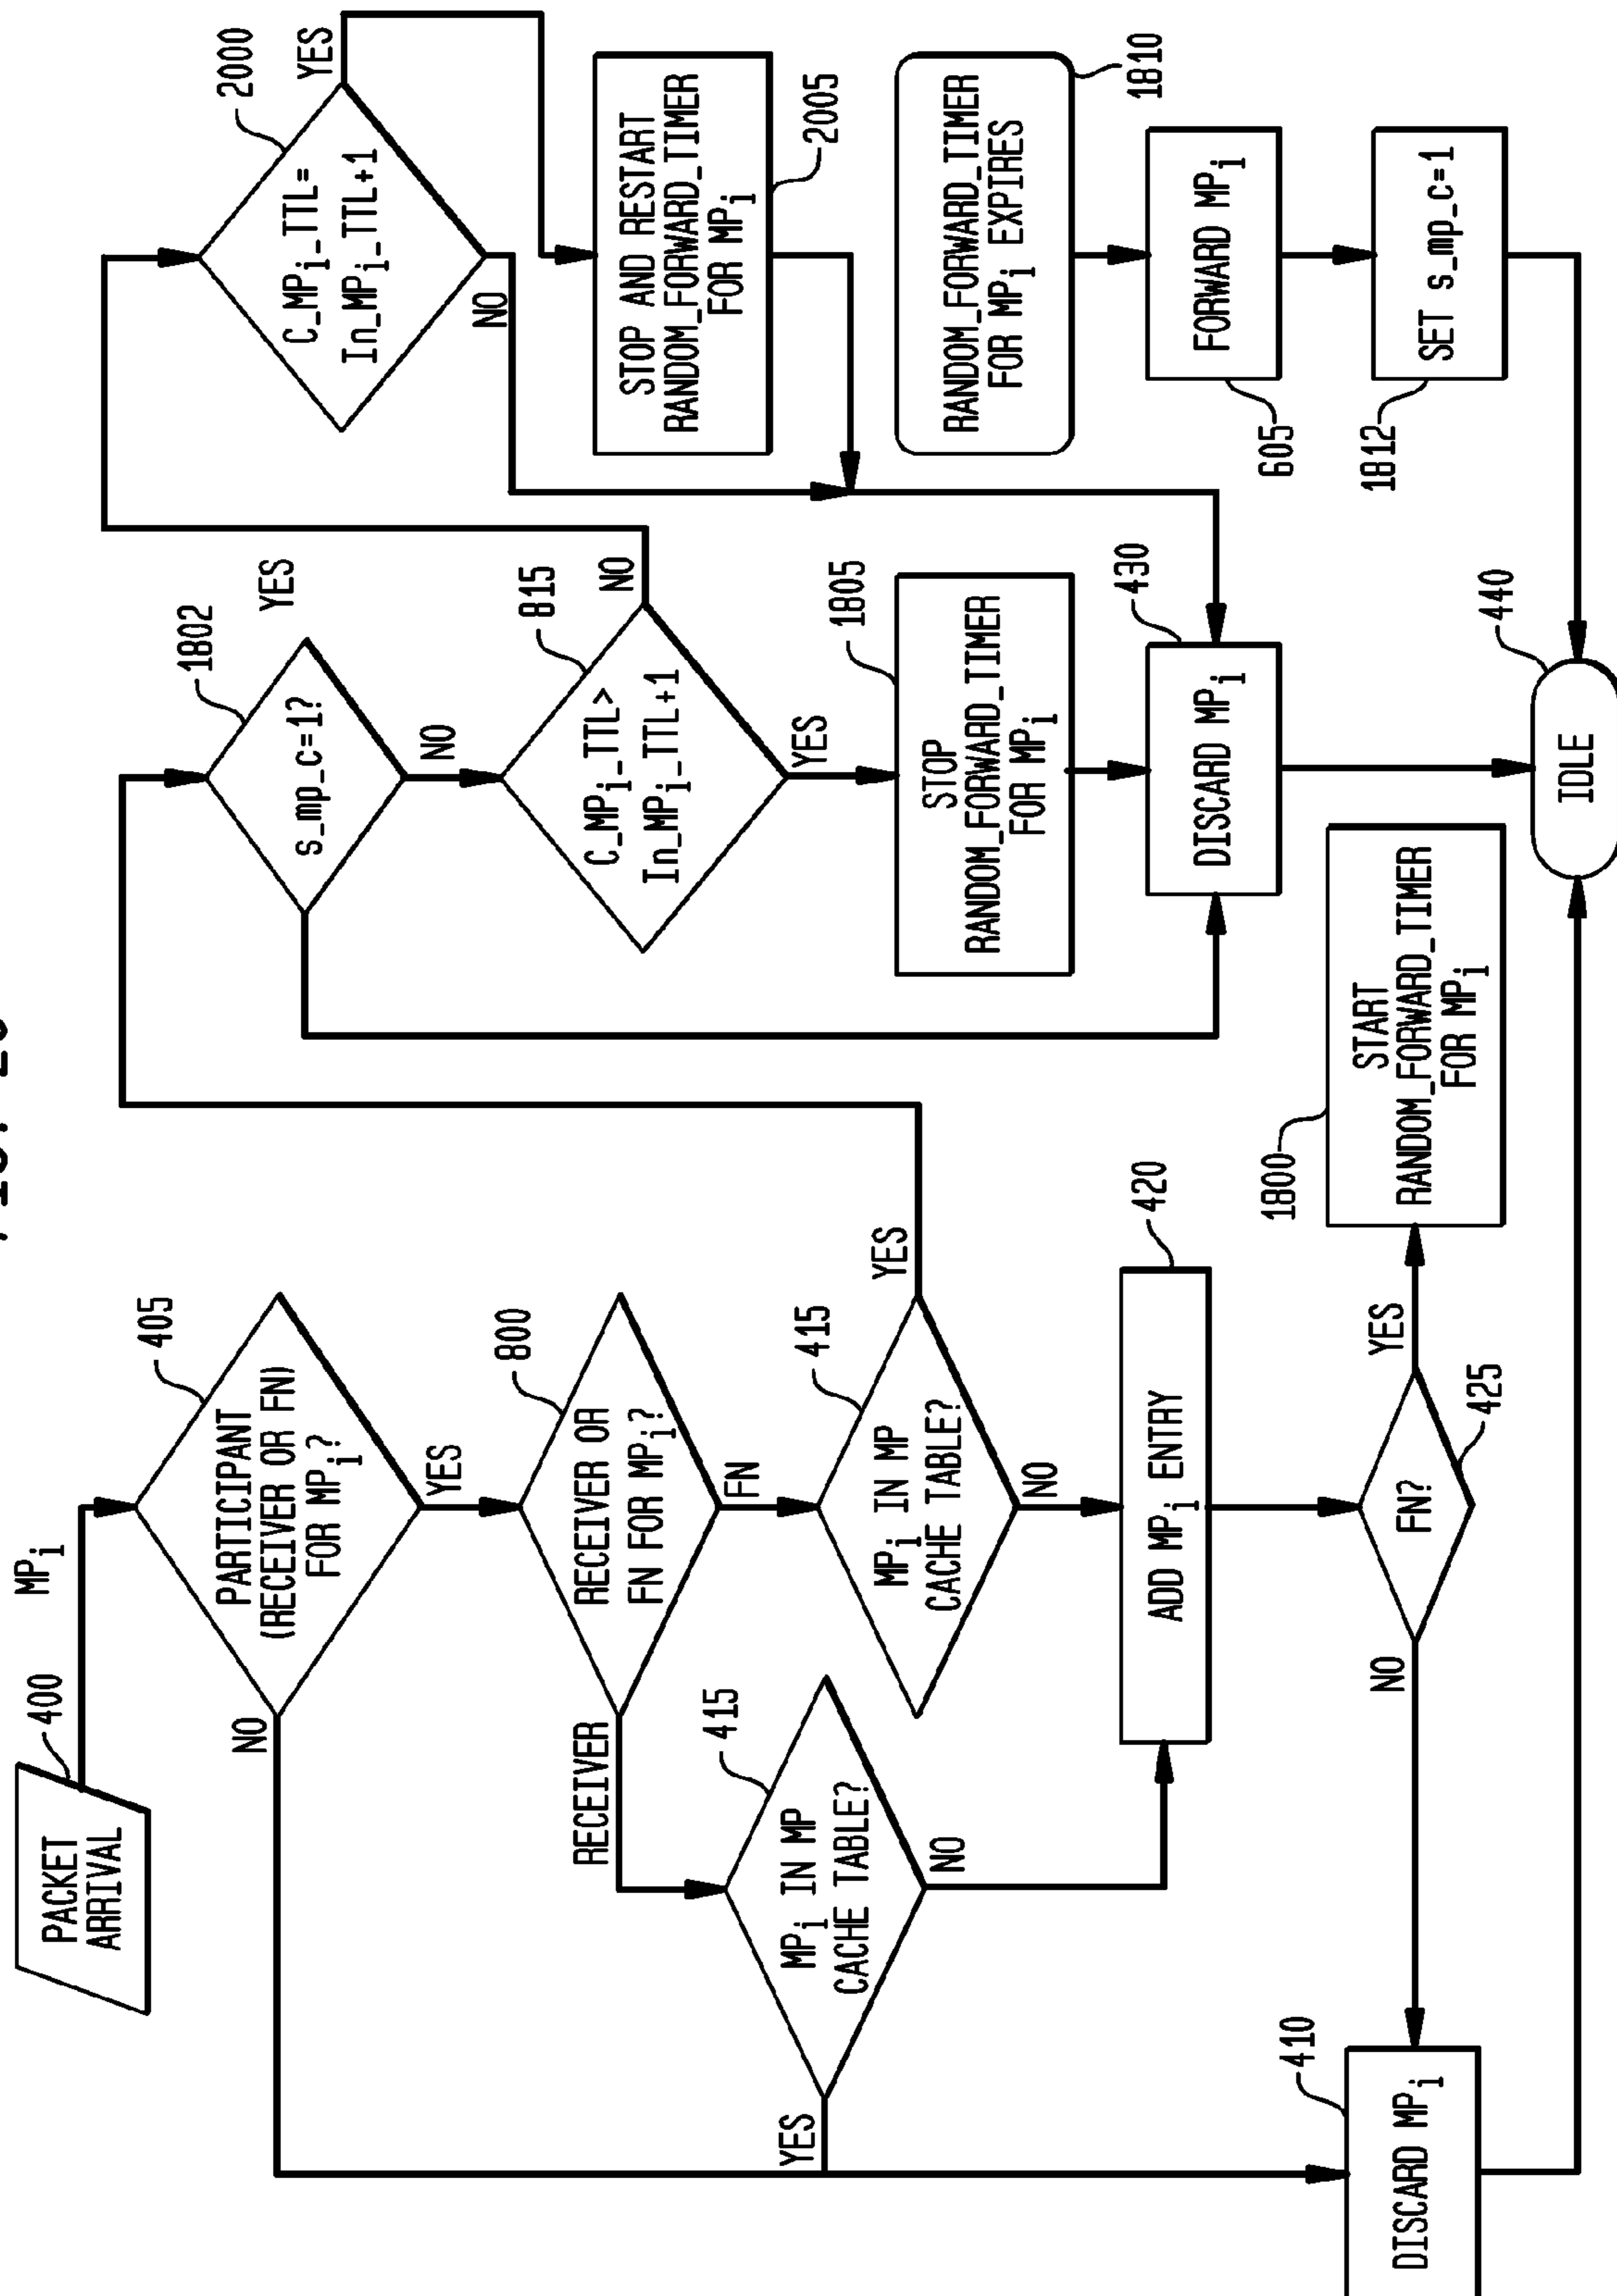 PACKET
ARRIVAL
400
MPi
405
PARTICIPANT
(RECEIVER OR FN)
FOR MPi?
NO
YES
800
RECEIVER OR
FN FOR MPi?
RECEIVER
FN
415
MPi IN MP
CACHE TABLE?
YES
NO
415
MPi IN MP
CACHE TABLE?
YES
NO
420
ADD MPi ENTRY
425
FN?
NO
YES
410
DISCARD MPi
1800
START
RANDOM_FORWARD_TIMER
FOR MPi
1802
s_mp_c=1?
YES
NO
815
C_MPi_TTL>
In_MPi_TTL+1
NO
YES
1805
STOP
RANDOM_FORWARD_TIMER
FOR MPi
430
DISCARD MPi
440
IDLE
2000
C_MPi_TTL=
In_MPi_TTL+1
YES
NO
STOP AND RESTART
RANDOM_FORWARD_TIMER
FOR MPi
2005
RANDOM_FORWARD_TIMER
FOR MPi EXPIRES
1810
FORWARD MPi
605
SET s_mp_c=1
1812